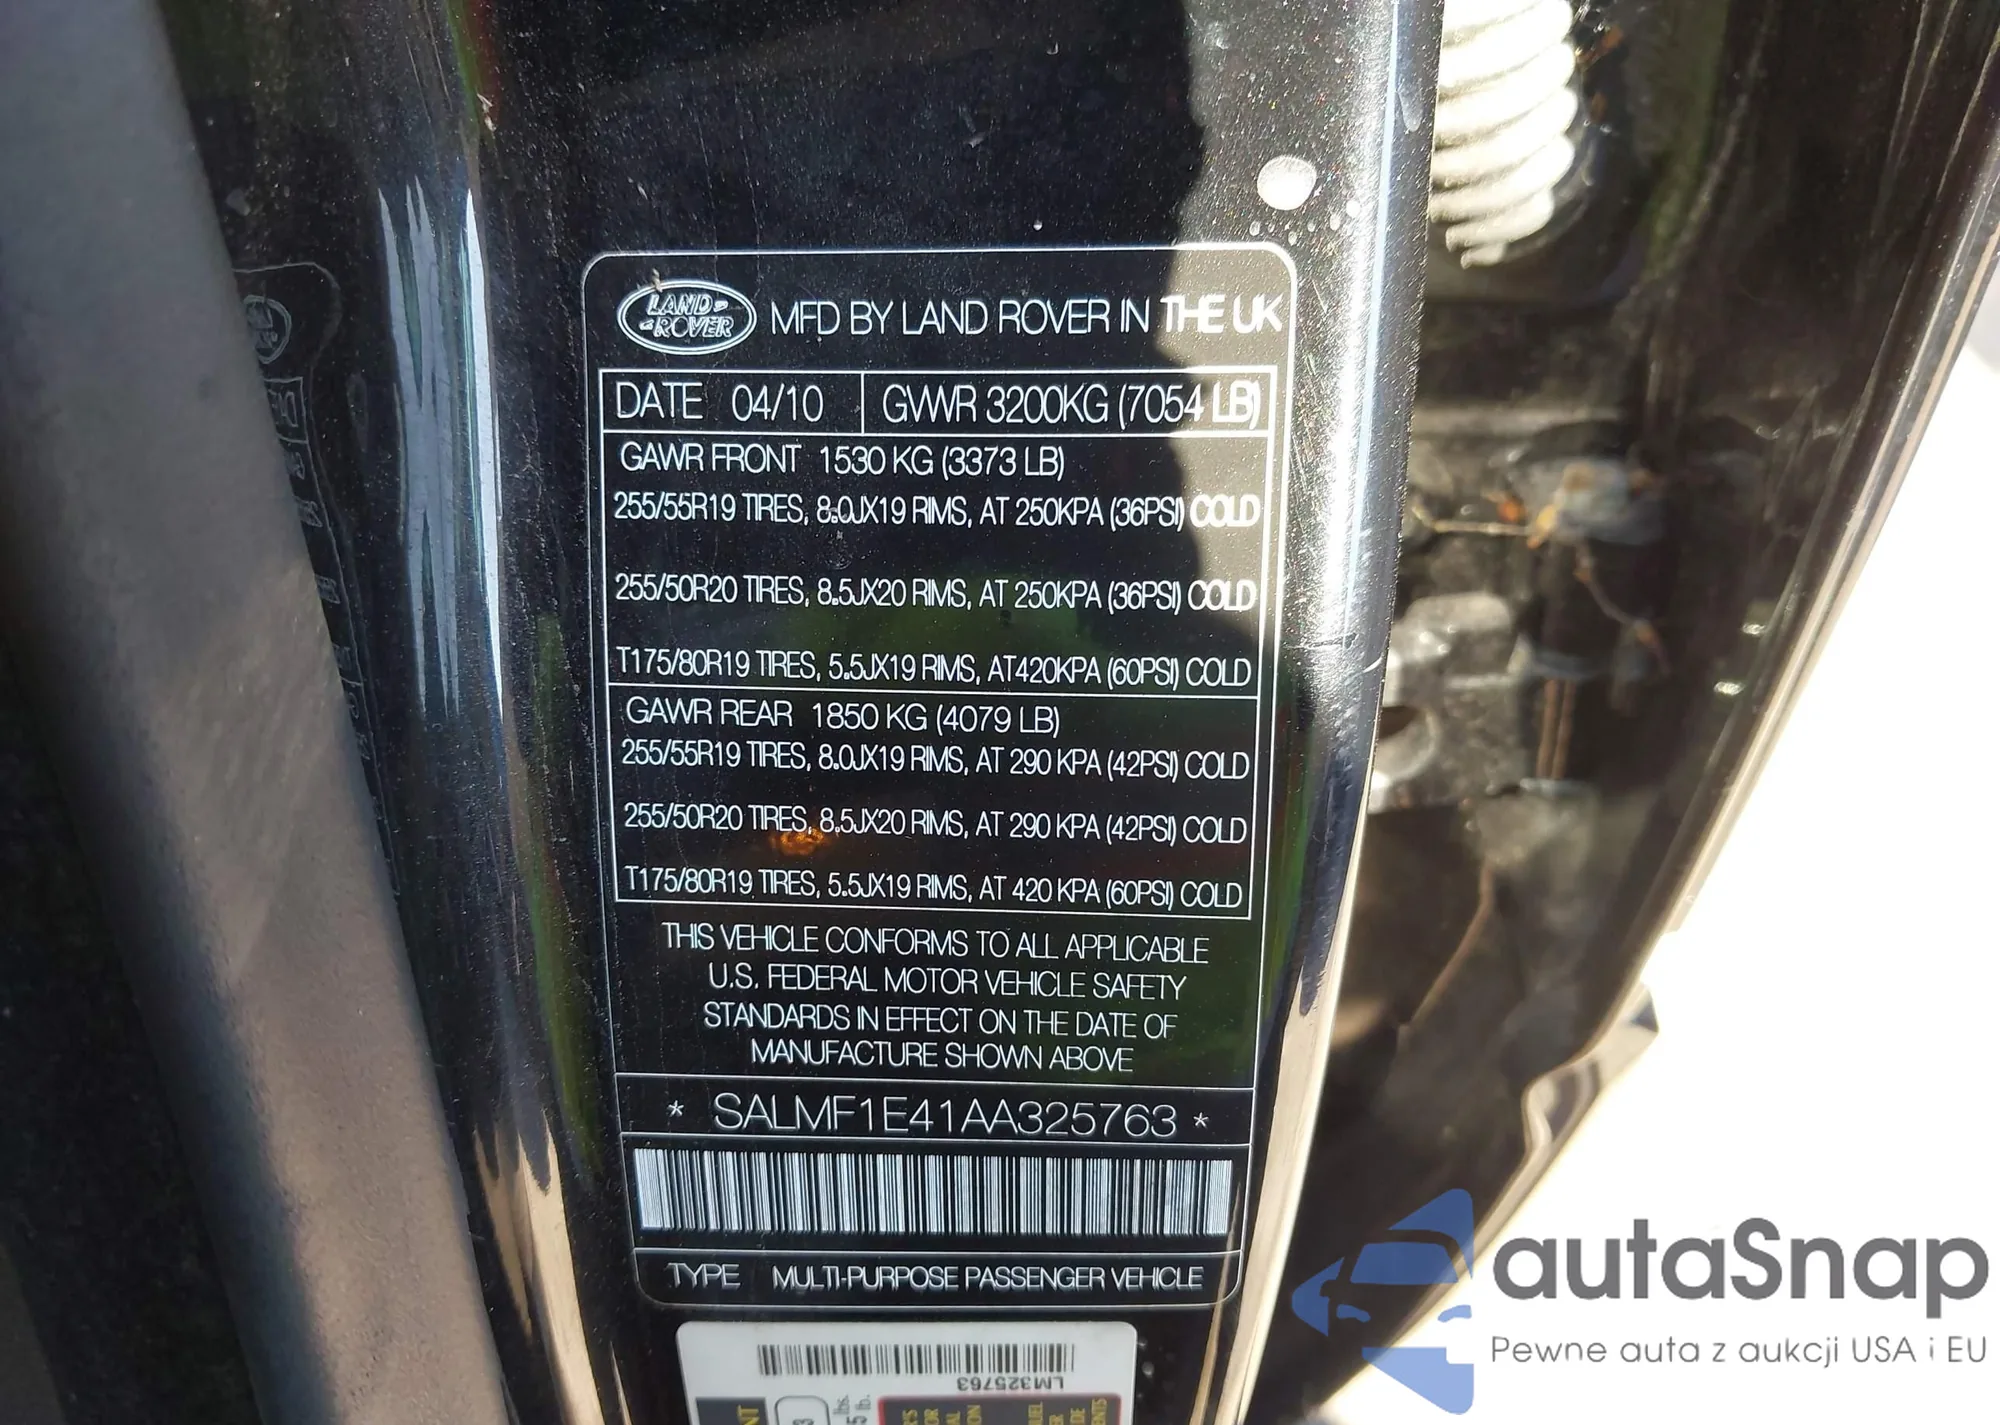 LAND ROVER
MFD BY LAND ROVER IN THE UK
DATE 04/10 GVWR 3200KG (7054 LB)
GAWR FRONT 1530 KG (3373 LB)
255/55R19 TIRES, 8.0JX19 RIMS, AT 250KPA (36PSI) COLD
255/50R20 TIRES, 8.5JX20 RIMS, AT 250KPA (36PSI) COLD
T175/80R19 TIRES, 5.5JX19 RIMS, AT420KPA (60PSI) COLD
GAWR REAR 1850 KG (4079 LB)
255/55R19 TIRES, 8.0JX19 RIMS, AT 290 KPA (42PSI) COLD
255/50R20 TIRES, 8.5JX20 RIMS, AT 290 KPA (42PSI) COLD
T175/80R19 TIRES, 5.5JX19 RIMS, AT 420 KPA (60PSI) COLD
THIS VEHICLE CONFORMS TO ALL APPLICABLE
U.S. FEDERAL MOTOR VEHICLE SAFETY
STANDARDS IN EFFECT ON THE DATE OF
MANUFACTURE SHOWN ABOVE
* SALMF1E41AA325763 *
TYPE MULTI-PURPOSE PASSENGER VEHICLE
LM325763
autaSnap
Pewne auta z aukcji USA i EU